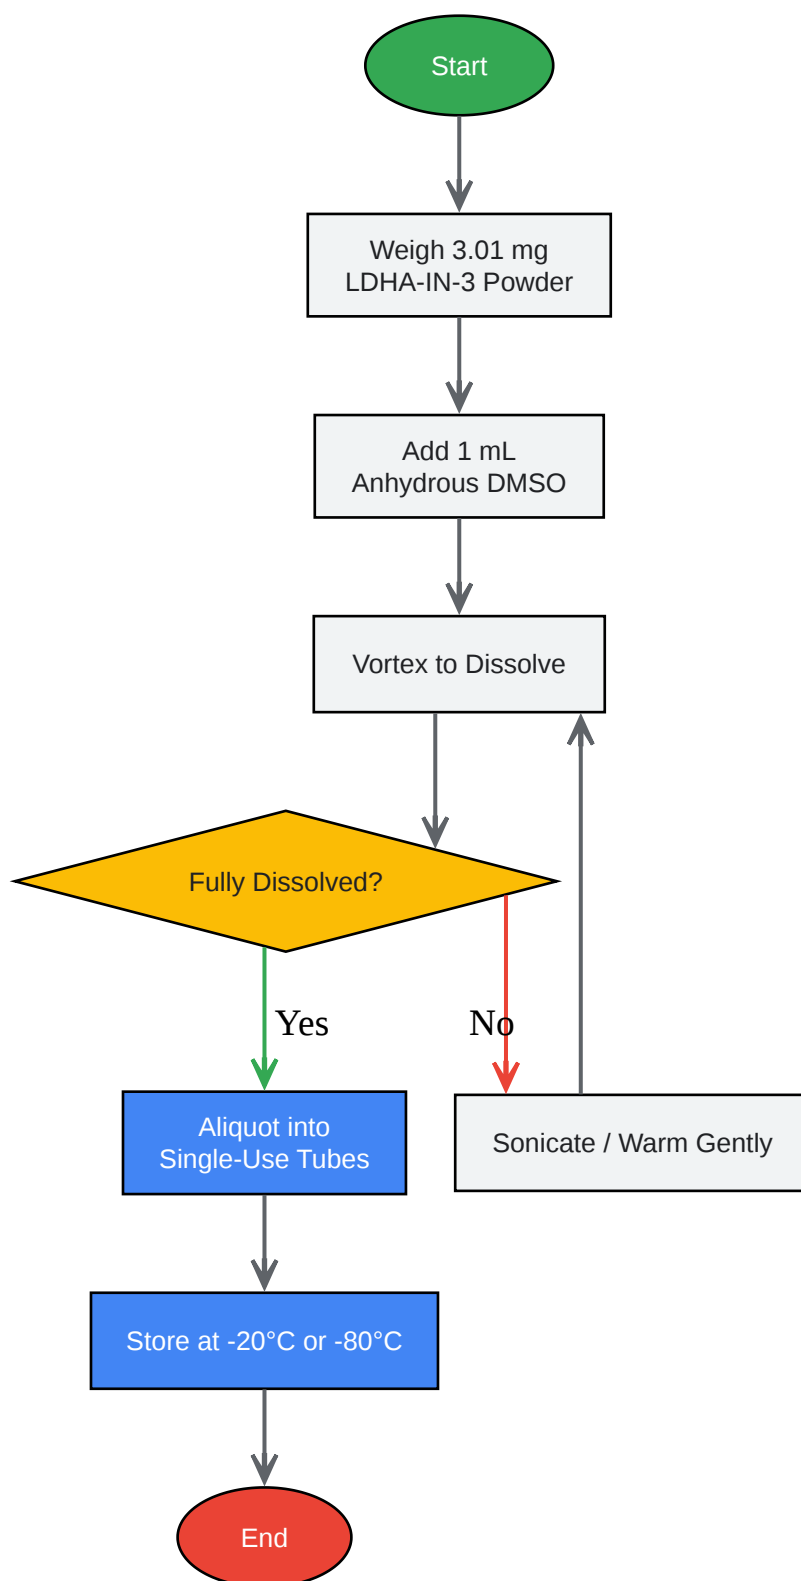 Start
Weigh 3.01 mg
LDHA-IN-3 Powder
Add 1 mL
Anhydrous DMSO
Vortex to Dissolve
Fully Dissolved?
Yes
No
Aliquot into
Single-Use Tubes
Sonicate / Warm Gently
Store at -20°C or -80°C
End